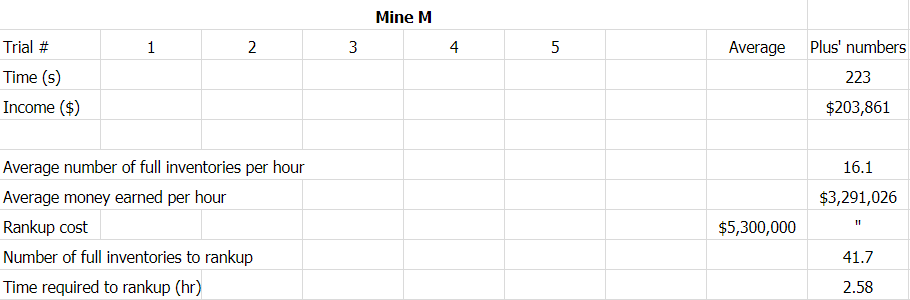 Mine M
Trial # 1 2 3 4 5 Average Plus' numbers
Time (s) 223
Income ($) $203,861
Average number of full inventories per hour 16.1
Average money earned per hour $3,291,026
Rankup cost $5,300,000 "
Number of full inventories to rankup 41.7
Time required to rankup (hr) 2.58